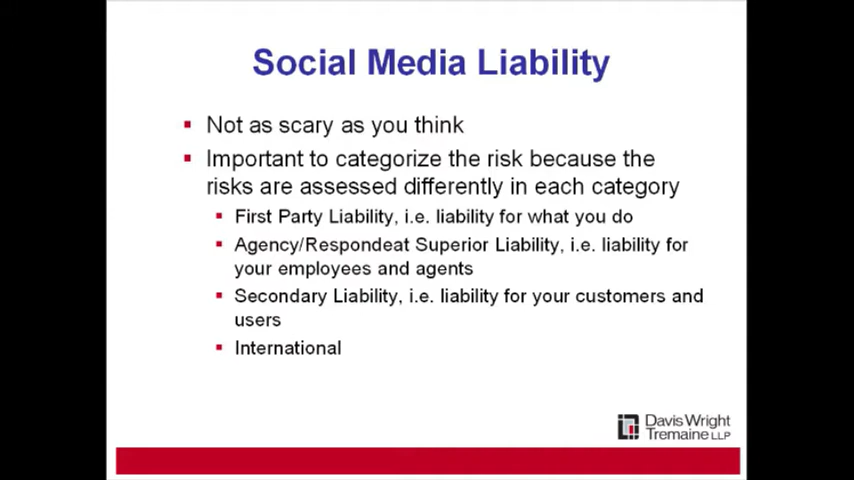 Social Media Liability
Not as scary as you think
Important to categorize the risk because the
risks are assessed differently in each category
First Party Liability, i.e. liability for what you do
Agency/Respondeat Superior Liability, i.e. liability for
your employees and agents
Secondary Liability, i.e. liability for your customers and
users
International
Davis Wright
Tremaine LLP